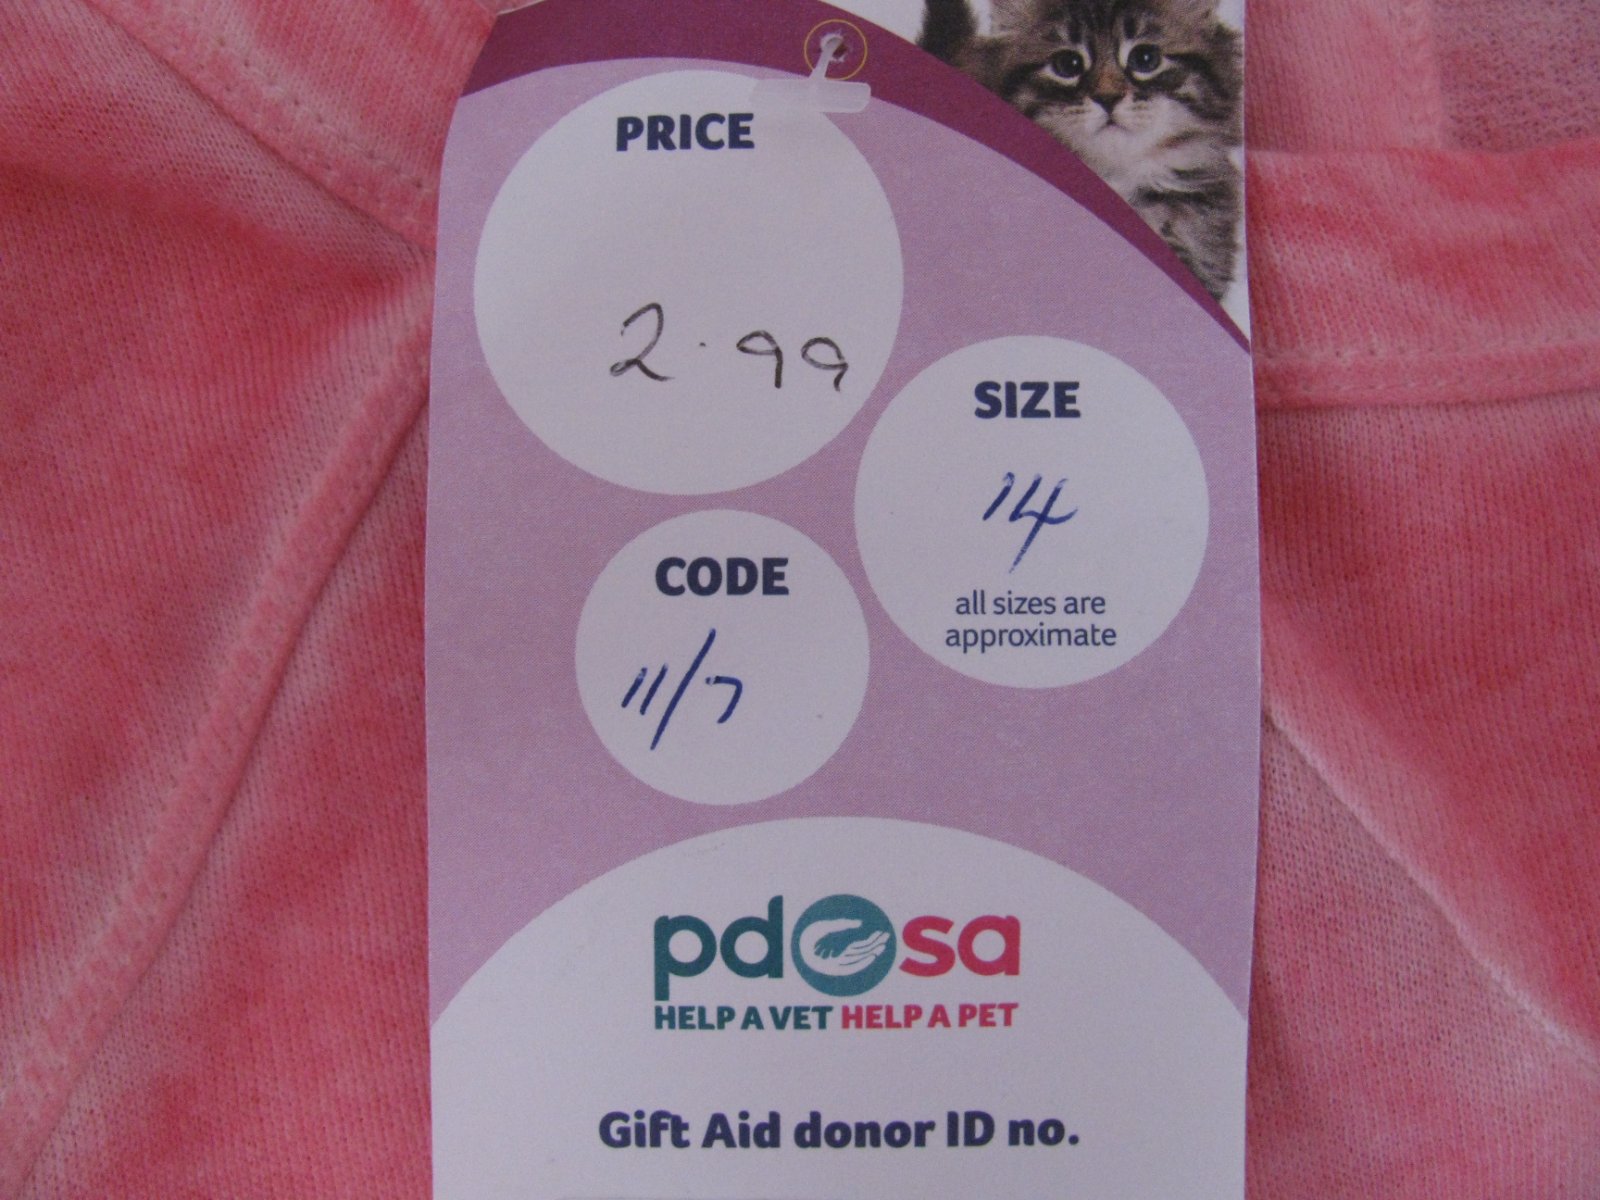 PRICE
2.99
SIZE
14
all sizes are
approximate
CODE
11/7
pdsa
HELP A VET HELP A PET
Gift Aid donor ID no.